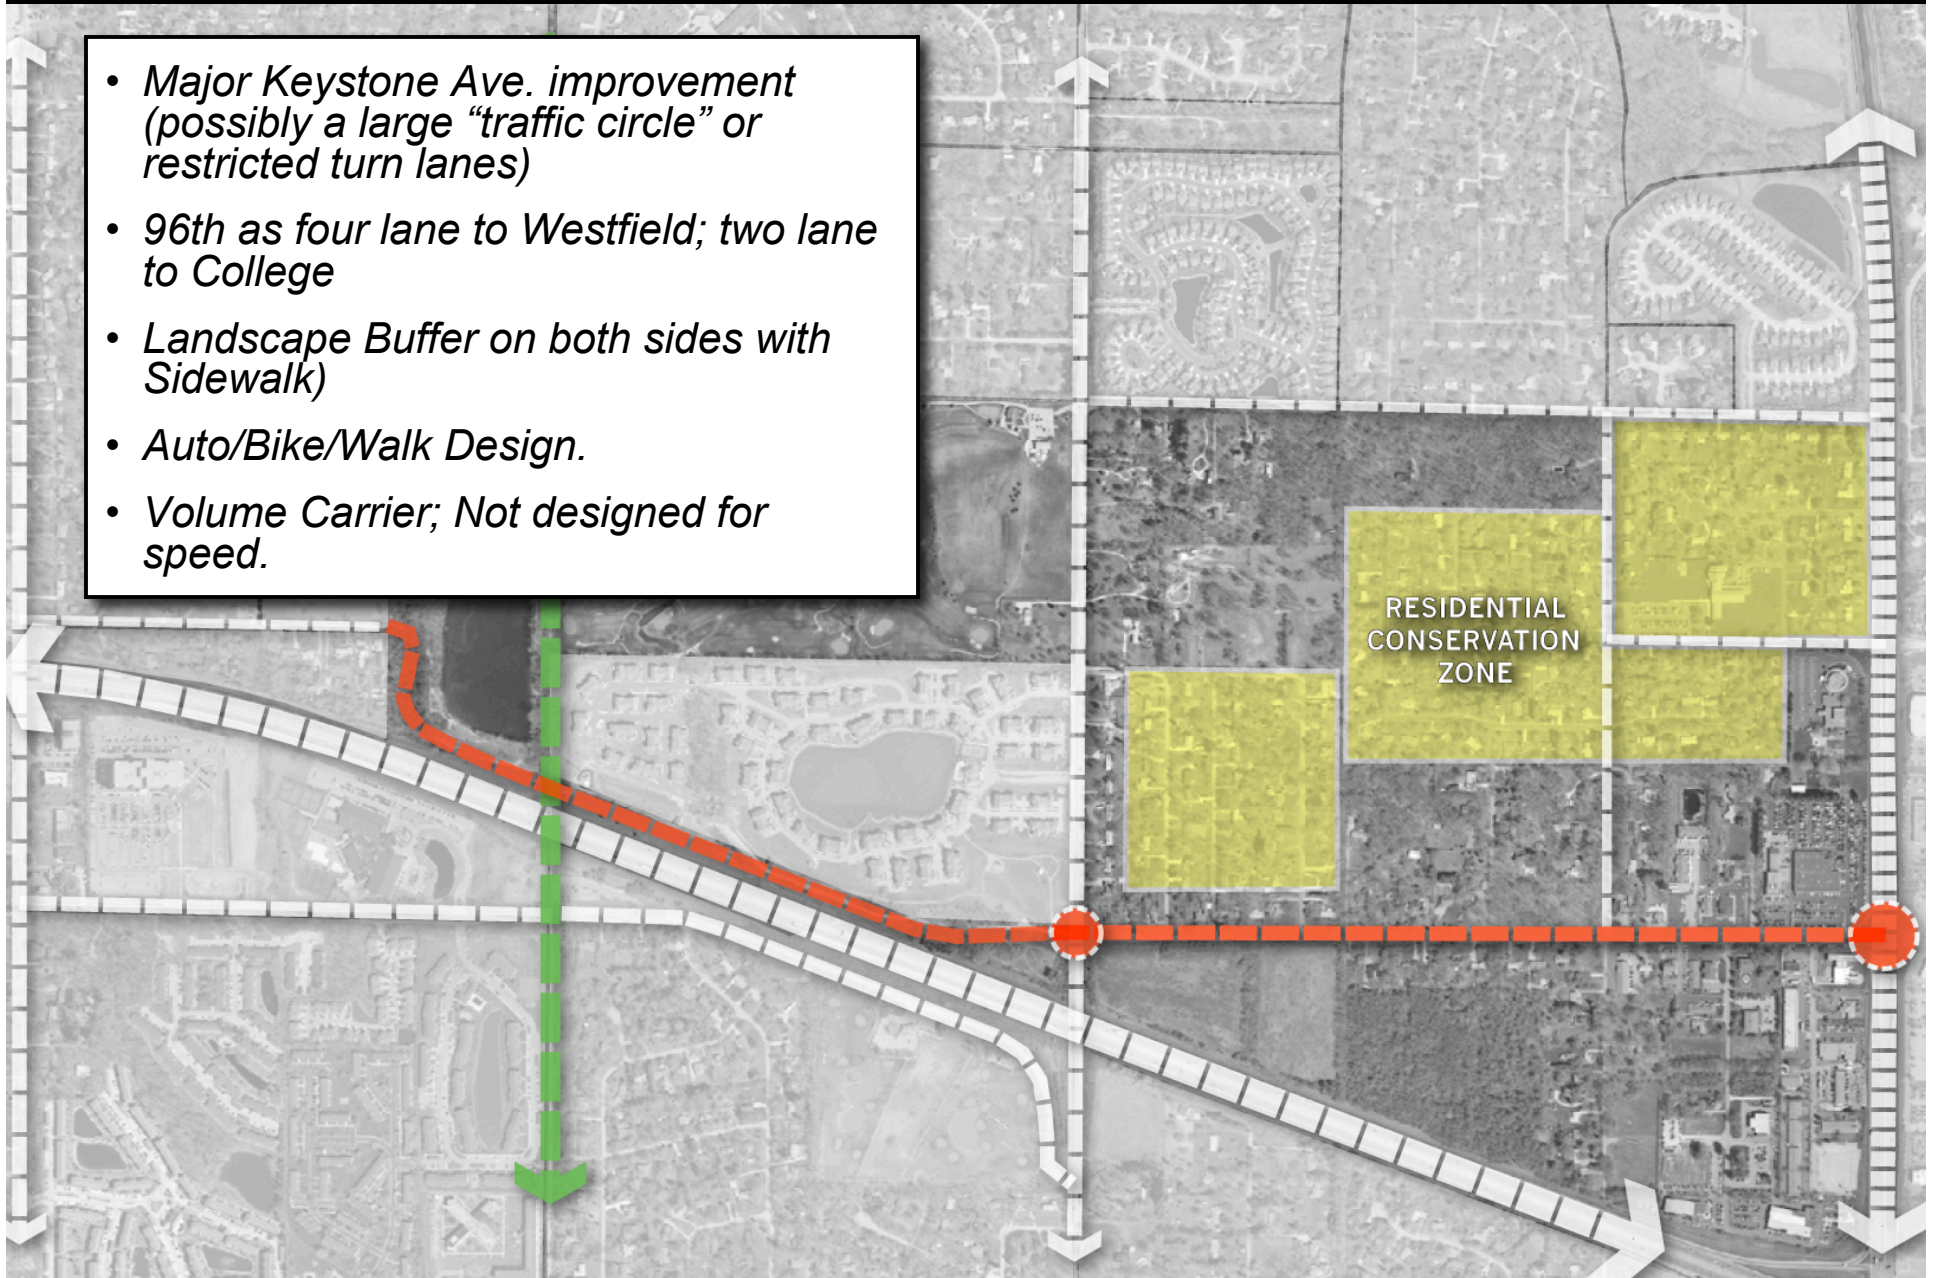 • Major Keystone Ave. improvement
(possibly a large “traffic circle” or
restricted turn lanes)
• 96th as four lane to Westfield; two lane
to College
• Landscape Buffer on both sides with
Sidewalk)
• Auto/Bike/Walk Design.
• Volume Carrier; Not designed for
speed.
RESIDENTIAL
CONSERVATION
ZONE